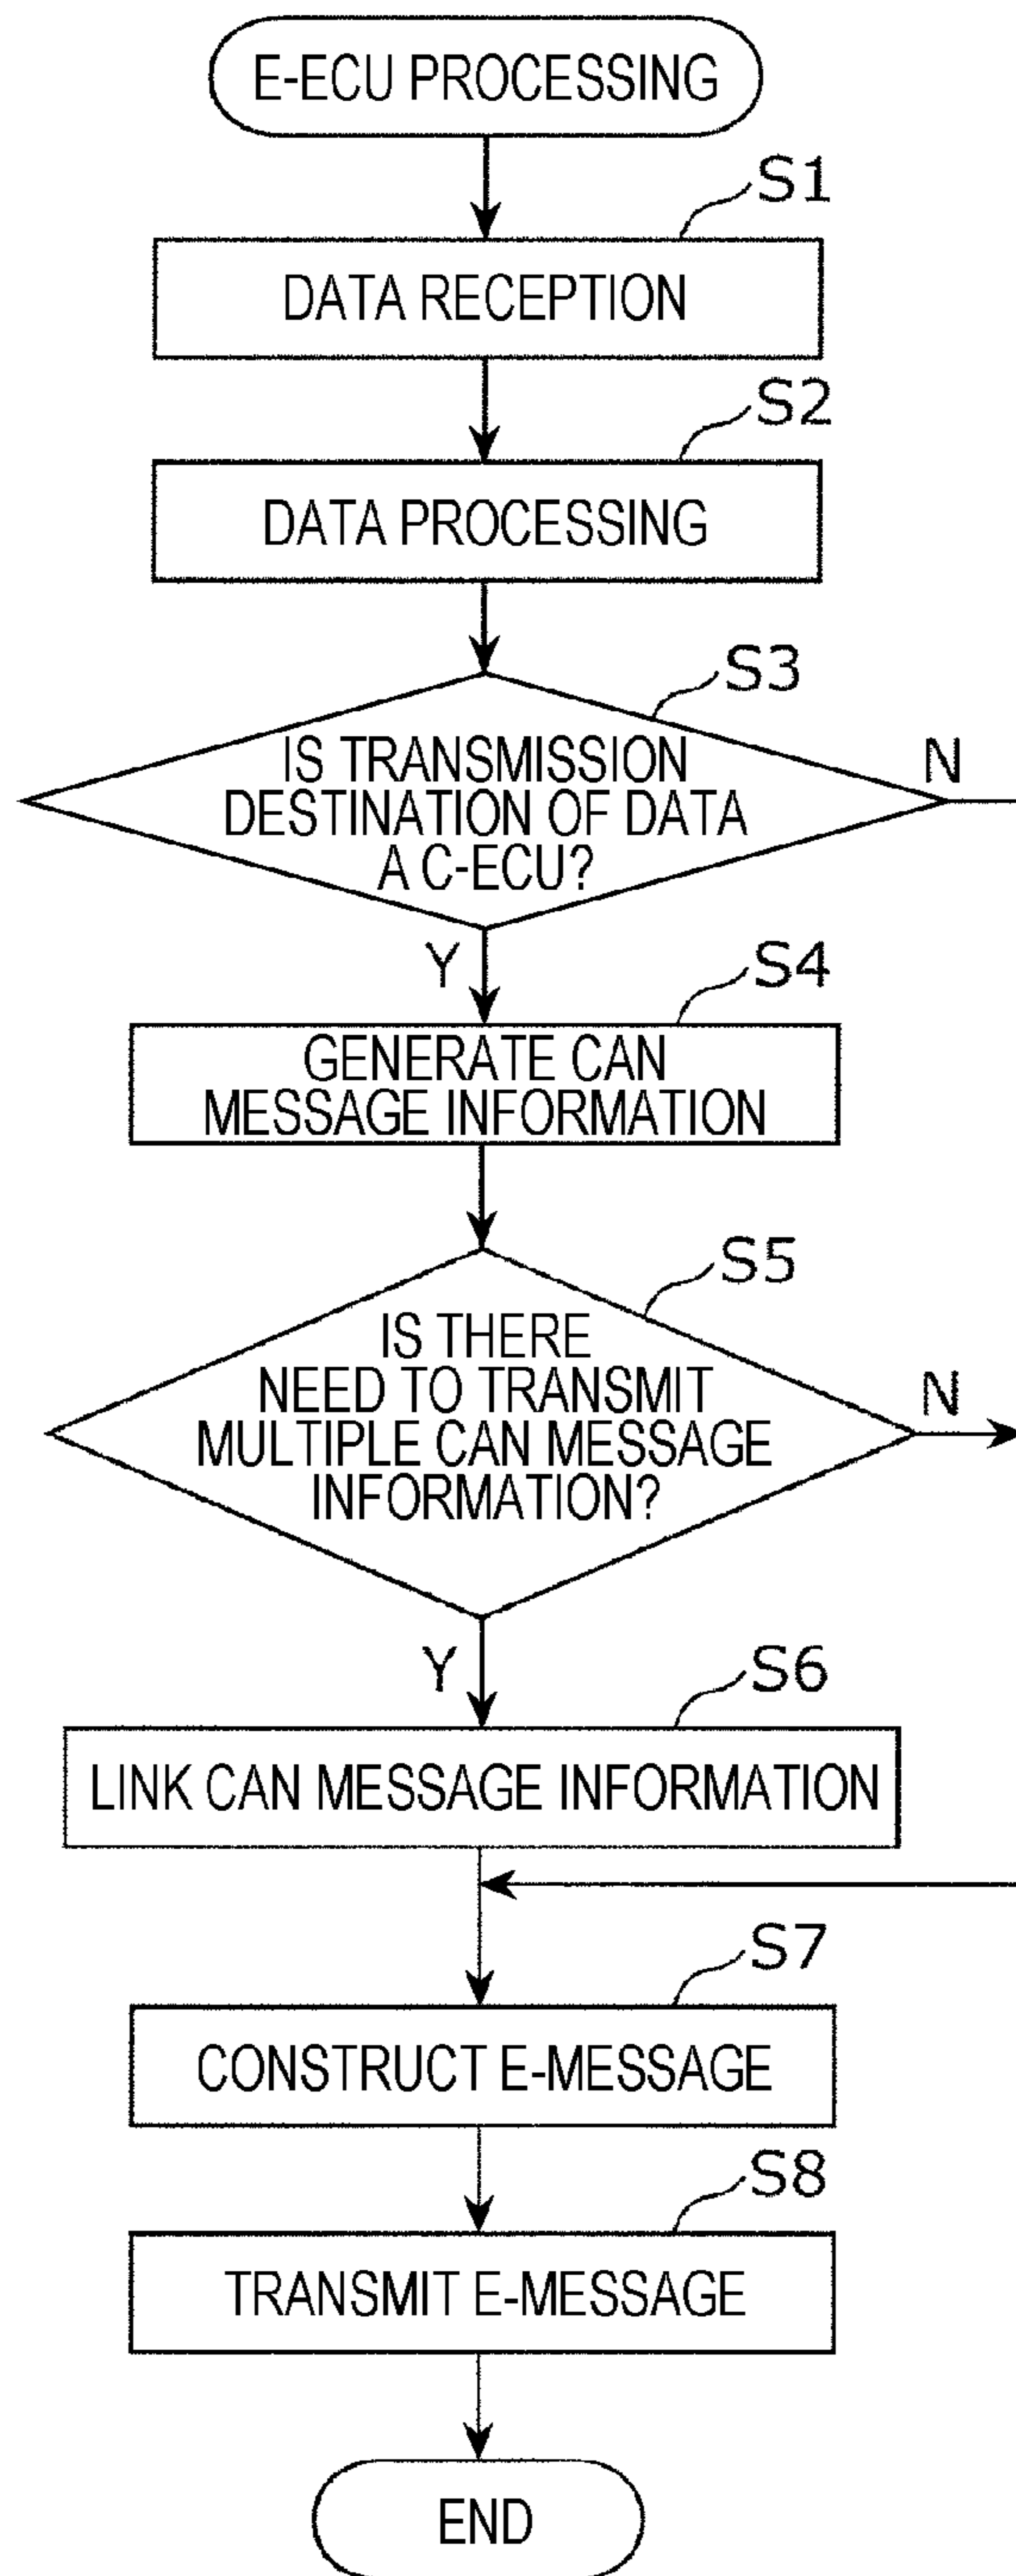 E-ECU PROCESSING
S1
DATA RECEPTION
S2
DATA PROCESSING
S3
IS TRANSMISSION
DESTINATION OF DATA
A C-ECU?
N
Y
S4
GENERATE CAN
MESSAGE INFORMATION
S5
IS THERE
NEED TO TRANSMIT
MULTIPLE CAN MESSAGE
INFORMATION?
N
Y
S6
LINK CAN MESSAGE INFORMATION
S7
CONSTRUCT E-MESSAGE
S8
TRANSMIT E-MESSAGE
END